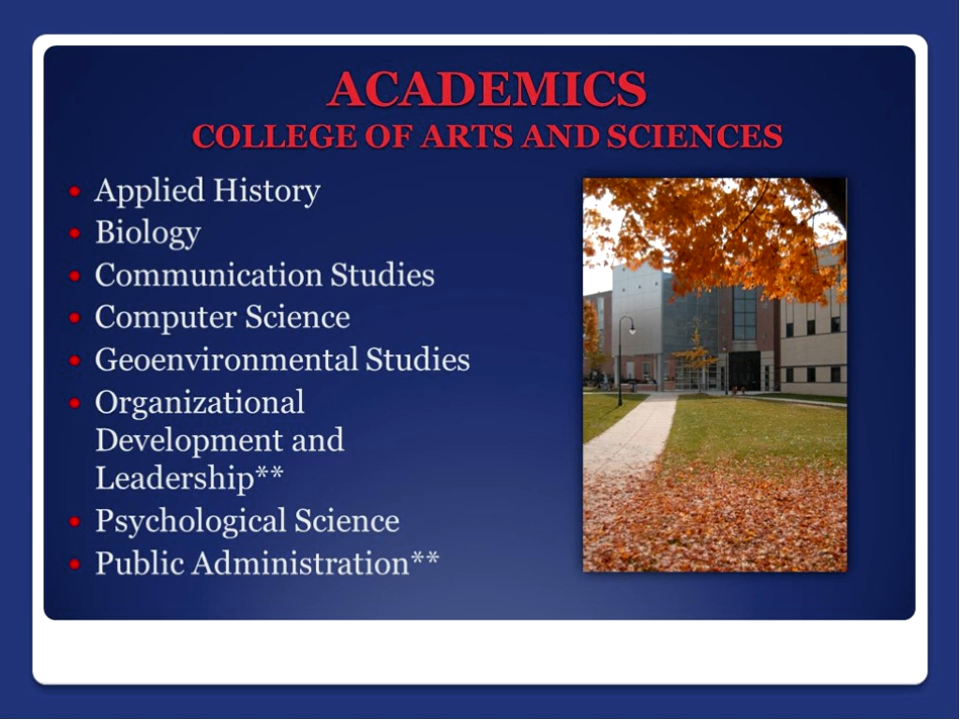 ACADEMICS
COLLEGE OF ARTS AND SCIENCES
• Applied History
• Biology
• Communication Studies
• Computer Science
• Geoenvironmental Studies
• Organizational
Development and
Leadership**
• Psychological Science
• Public Administration**